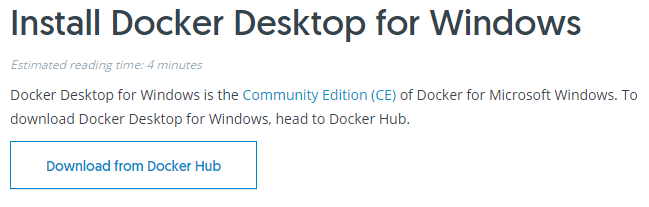 Install Docker Desktop for Windows
Estimated reading time: 4 minutes
Docker Desktop for Windows is the Community Edition (CE) of Docker for Microsoft Windows. To
download Docker Desktop for Windows, head to Docker Hub.
Download from Docker Hub